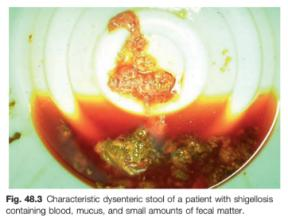 Fig. 48.3 Characteristic dysenteric stool of a patient with shigellosis
containing blood, mucus, and small amounts of fecal matter.